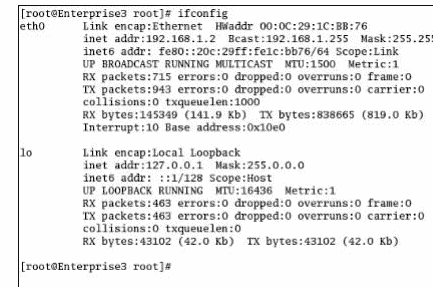 [root@Enterprise3 root]# ifconfig
eth0 Link encap:Ethernet HWaddr 00:0C:29:1C:BB:76
inet addr:192.168.1.2 Bcast:192.168.1.255 Mask:255.255
inet6 addr: fe80::20c:29ff:fe1c:bb76/64 Scope:Link
UP BROADCAST RUNNING MULTICAST MTU:1500 Metric:1
RX packets:715 errors:0 dropped:0 overruns:0 frame:0
TX packets:943 errors:0 dropped:0 overruns:0 carrier:0
collisions:0 txqueuelen:1000
RX bytes:145349 (141.9 Kb) TX bytes:838665 (819.0 Kb)
Interrupt:10 Base address:0x10e0
lo Link encap:Local Loopback
inet addr:127.0.0.1 Mask:255.0.0.0
inet6 addr: ::1/128 Scope:Host
UP LOOPBACK RUNNING MTU:16436 Metric:1
RX packets:463 errors:0 dropped:0 overruns:0 frame:0
TX packets:463 errors:0 dropped:0 overruns:0 carrier:0
collisions:0 txqueuelen:0
RX bytes:43102 (42.0 Kb) TX bytes:43102 (42.0 Kb)
[root@Enterprise3 root]#